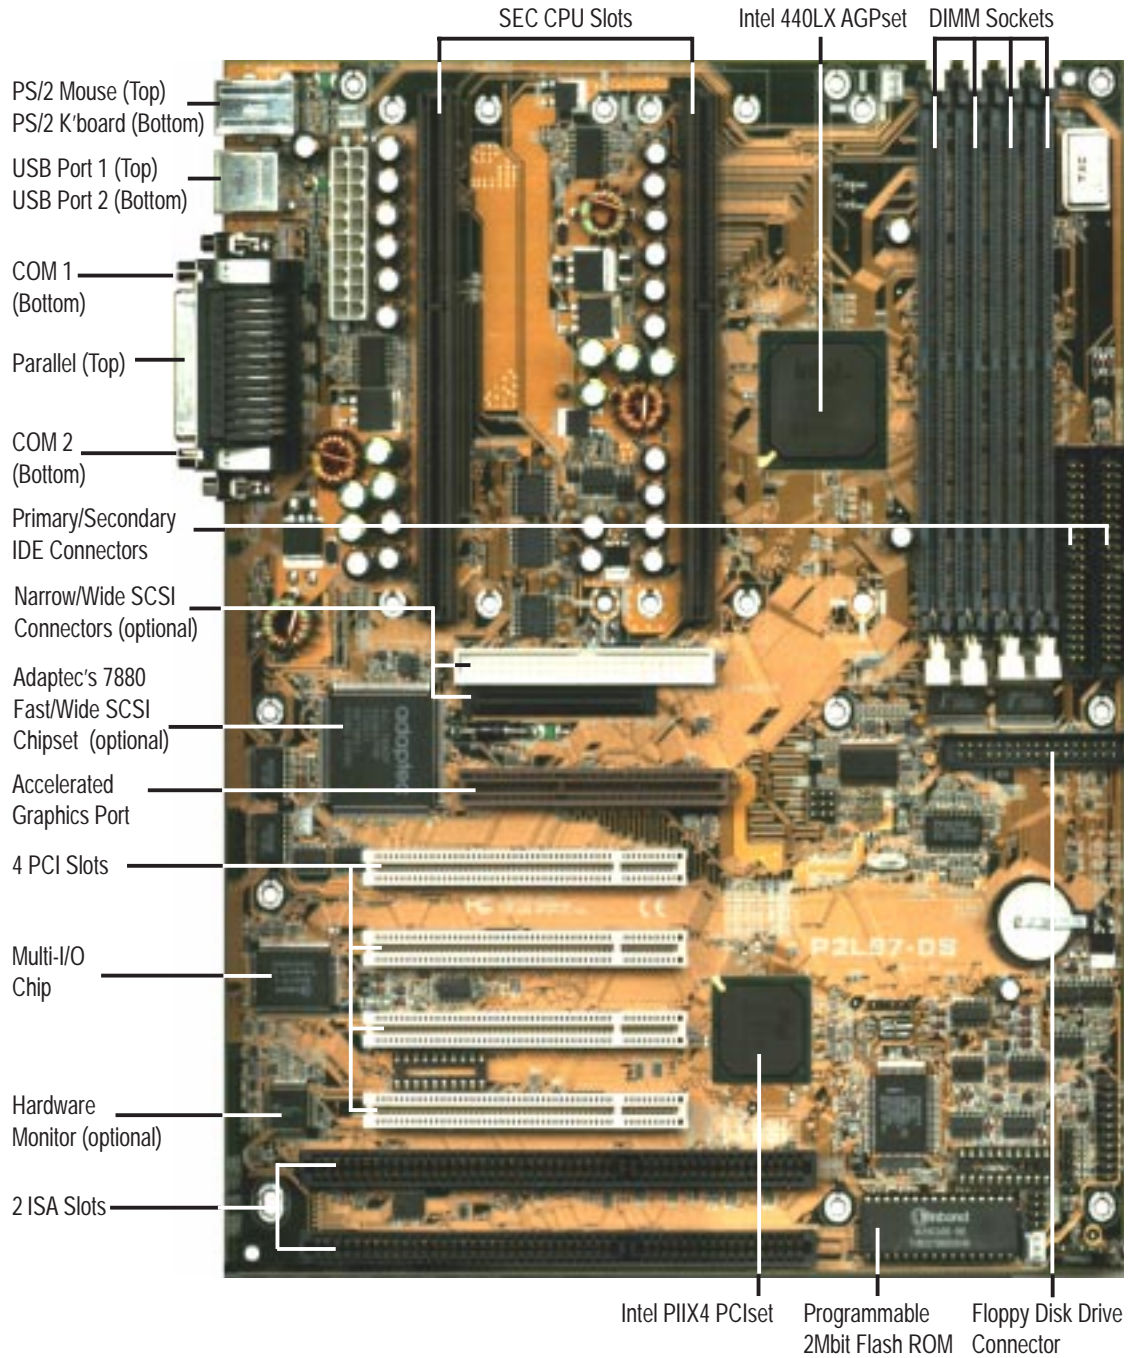 SEC CPU Slots
Intel 440LX AGPset
DIMM Sockets
PS/2 Mouse (Top)
PS/2 K'board (Bottom)
USB Port 1 (Top)
USB Port 2 (Bottom)
COM 1
(Bottom)
Parallel (Top)
COM 2
(Bottom)
Primary/Secondary
IDE Connectors
Narrow/Wide SCSI
Connectors (optional)
Adaptec's 7880
Fast/Wide SCSI
Chipset (optional)
adaptec
Accelerated
Graphics Port
4 PCI Slots
CE
P2L97-DS
Multi-I/O
Chip
Hardware
Monitor (optional)
2 ISA Slots
Winbond
Intel PIIX4 PCIset
Programmable
2Mbit Flash ROM
Floppy Disk Drive
Connector